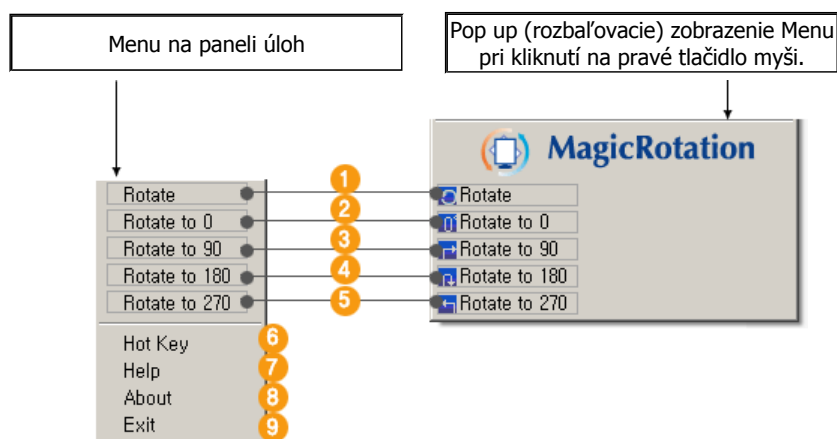 Menu na paneli úloh
Pop up (rozbaľovacie) zobrazenie Menu
pri kliknutí na pravé tlačidlo myši.
MagicRotation
Rotate
1
Rotate
Rotate to 0
2
Rotate to 0
Rotate to 90
3
Rotate to 90
Rotate to 180
4
Rotate to 180
Rotate to 270
5
Rotate to 270
Hot Key
6
Help
7
About
8
Exit
9